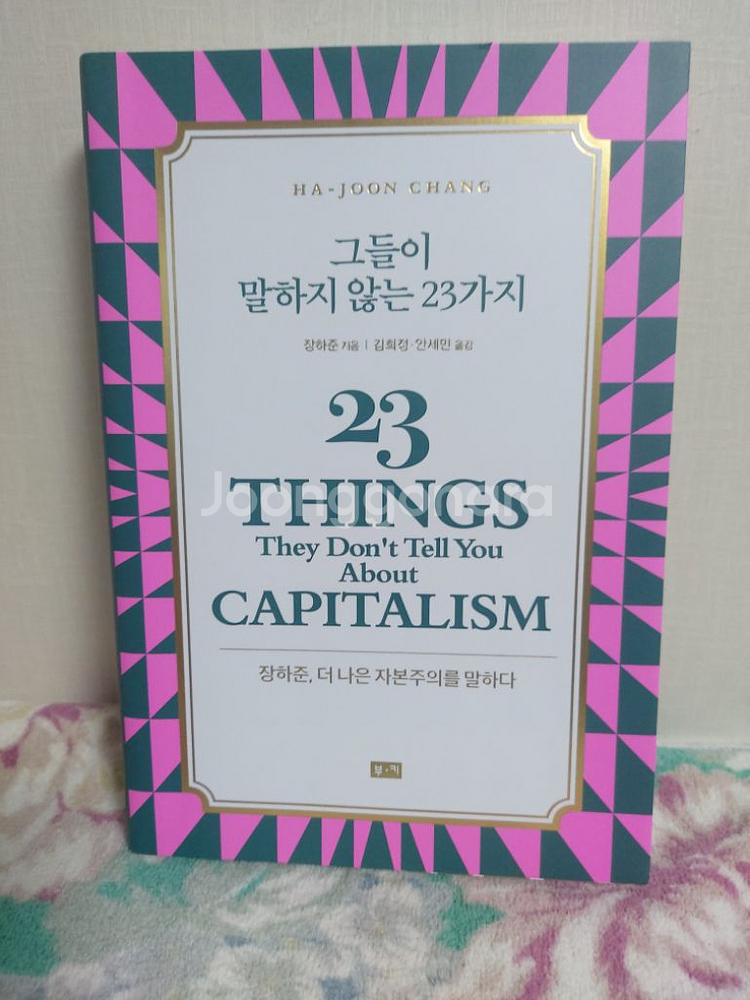 HA-JOON CHANG
그들이
말하지 않는 23가지
장하준 지음 | 김희정·안세민 옮김
23
THINGS
Joonggonara
They Don't Tell You
About
CAPITALISM
장하준, 더 나은 자본주의를 말하다
부·키